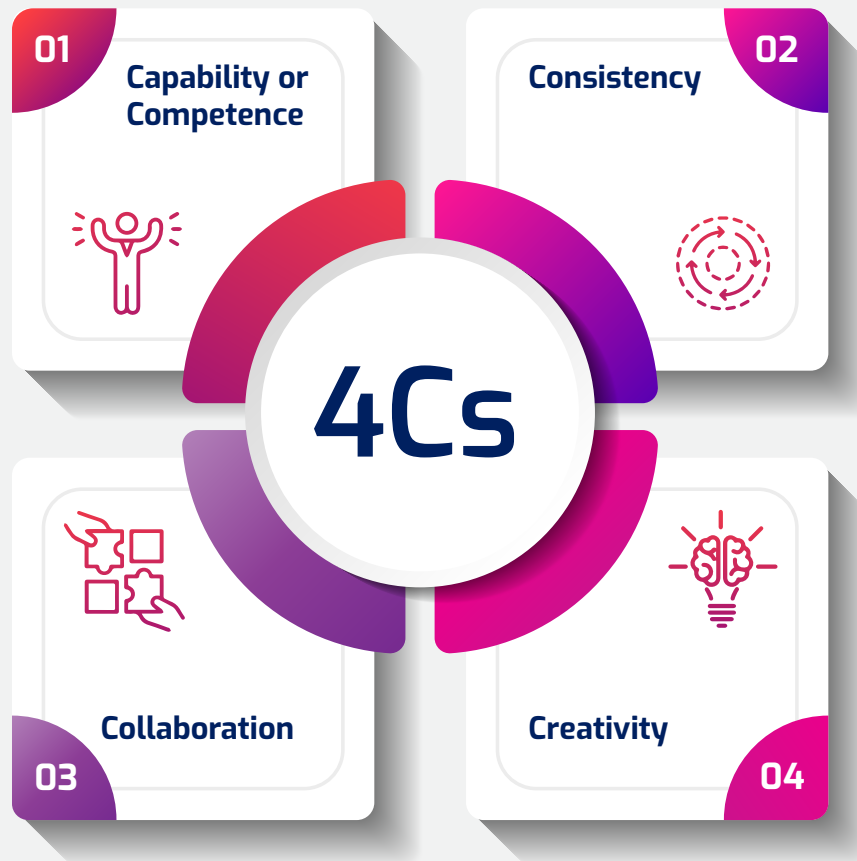 01
Capability or
Competence
02
Consistency
4Cs
03
Collaboration
04
Creativity